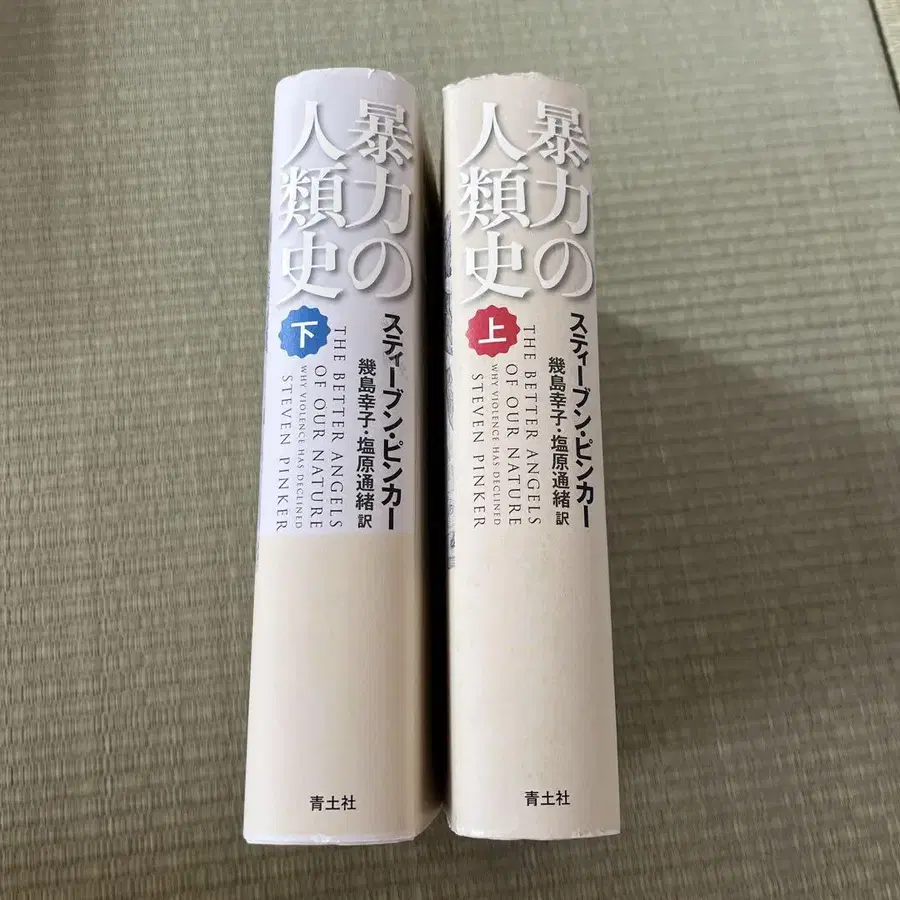 暴力の
人類史
下
スティーブン・ピンカー
幾島幸子・塩原通緒 訳
THE BETTER ANGELS
OF OUR NATURE
WHY VIOLENCE HAS DECLINED
STEVEN PINKER
青土社
暴力の
人類史
上
スティーブン・ピンカー
幾島幸子・塩原通緒 訳
THE BETTER ANGELS
OF OUR NATURE
WHY VIOLENCE HAS DECLINED
STEVEN PINKER
青土社